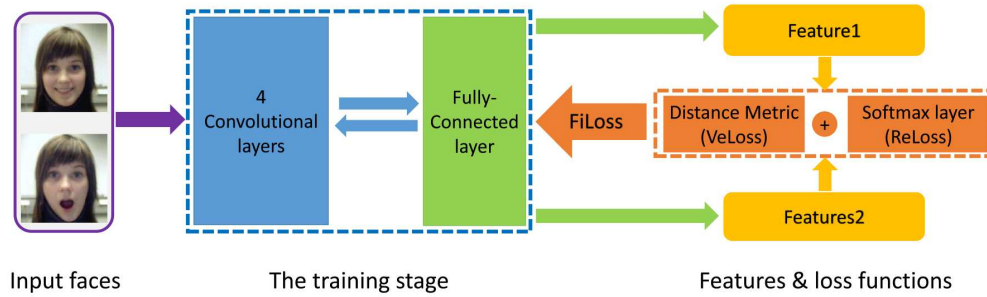 4
Convolutional
layers
Fully-
Connected
layer
FiLoss
Feature1
Distance Metric
(VeLoss)
+
Softmax layer
(ReLoss)
Features2
Input faces
The training stage
Features & loss functions